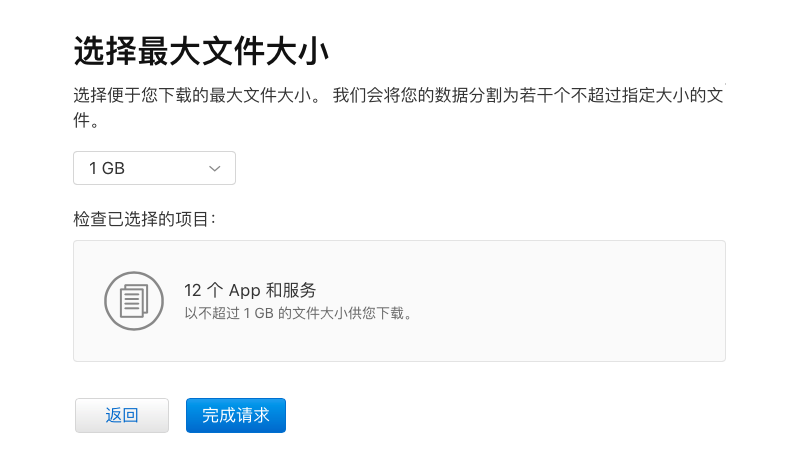 选择最大文件大小
选择便于您下载的最大文件大小。 我们会将您的数据分割为若干个不超过指定大小的文
件。
1 GB
检查已选择的项目：
12 个 App 和服务
以不超过 1 GB 的文件大小供您下载。
返回
完成请求